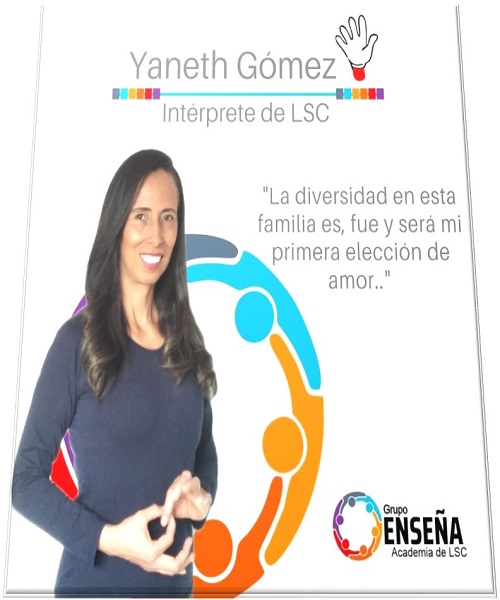 Yaneth Gómez
Intérprete de LSC
"La diversidad en esta
familia es, fue y será mi
primera elección de
amor.."
Grupo
ENSEÑA
Academia de LSC